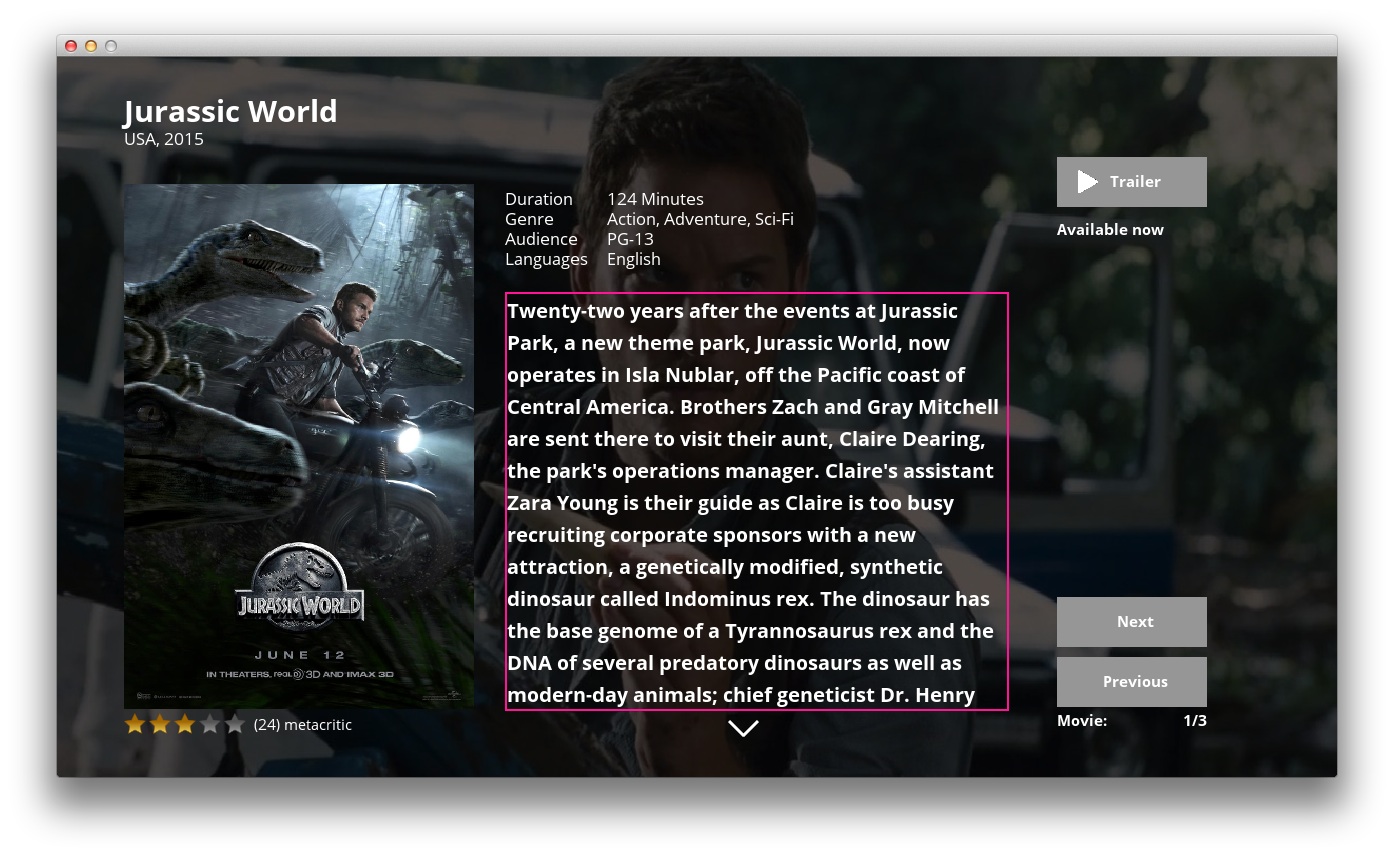 Jurassic World
USA, 2015
Duration 124 Minutes
Genre Action, Adventure, Sci-Fi
Audience PG-13
Languages English
Twenty-two years after the events at Jurassic
Park, a new theme park, Jurassic World, now
operates in Isla Nublar, off the Pacific coast of
Central America. Brothers Zach and Gray Mitchell
are sent there to visit their aunt, Claire Dearing,
the park's operations manager. Claire's assistant
Zara Young is their guide as Claire is too busy
recruiting corporate sponsors with a new
attraction, a genetically modified, synthetic
dinosaur called Indominus rex. The dinosaur has
the base genome of a Tyrannosaurus rex and the
DNA of several predatory dinosaurs as well as
modern-day animals; chief geneticist Dr. Henry
JURASSIC WORLD
JUNE 12
IN THEATERS, REAL D 3D AND IMAX 3D
(24) metacritic
Trailer
Available now
Next
Previous
Movie: 1/3